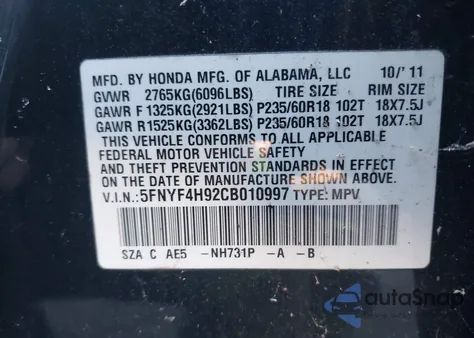 MFD. BY HONDA MFG. OF ALABAMA, LLC 10/'11
GVWR 2765KG(6096LBS) TIRE SIZE RIM SIZE
GAWR F 1325KG(2921LBS) P235/60R18 102T 18X7.5J
GAWR R1525KG(3362LBS) P235/60R18 102T 18X7.5J
THIS VEHICLE CONFORMS TO ALL APPLICABLE
FEDERAL MOTOR VEHICLE SAFETY
AND THEFT PREVENTION STANDARDS IN EFFECT ON
THE DATE OF MANUFACTURE SHOWN ABOVE.
V.I.N.: 5FNYF4H92CB010997 TYPE: MPV
SZA C AE5 -NH731P -A -B
autoSnap